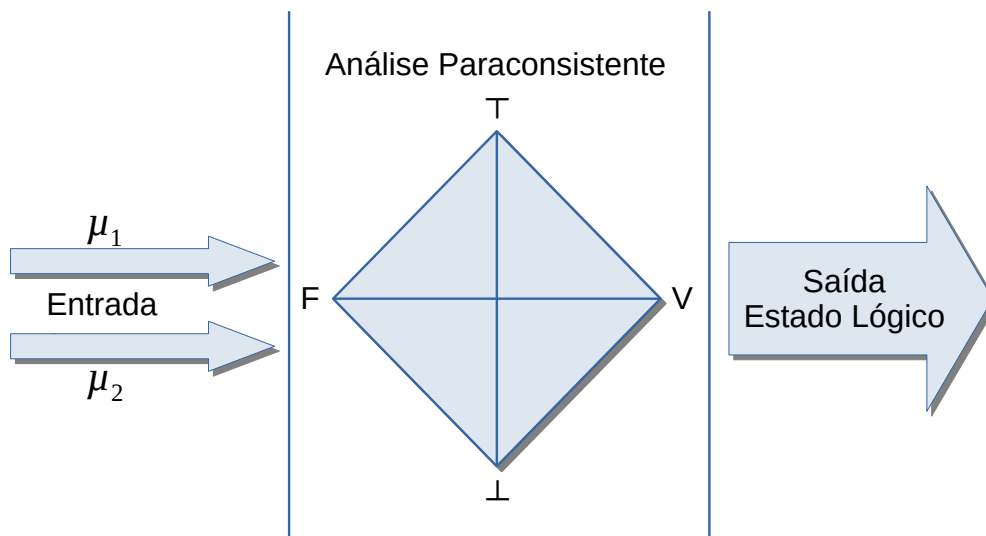 Análise Paraconsistente
⊤
μ1
Entrada
μ2
F
V
⊥
Saída
Estado Lógico